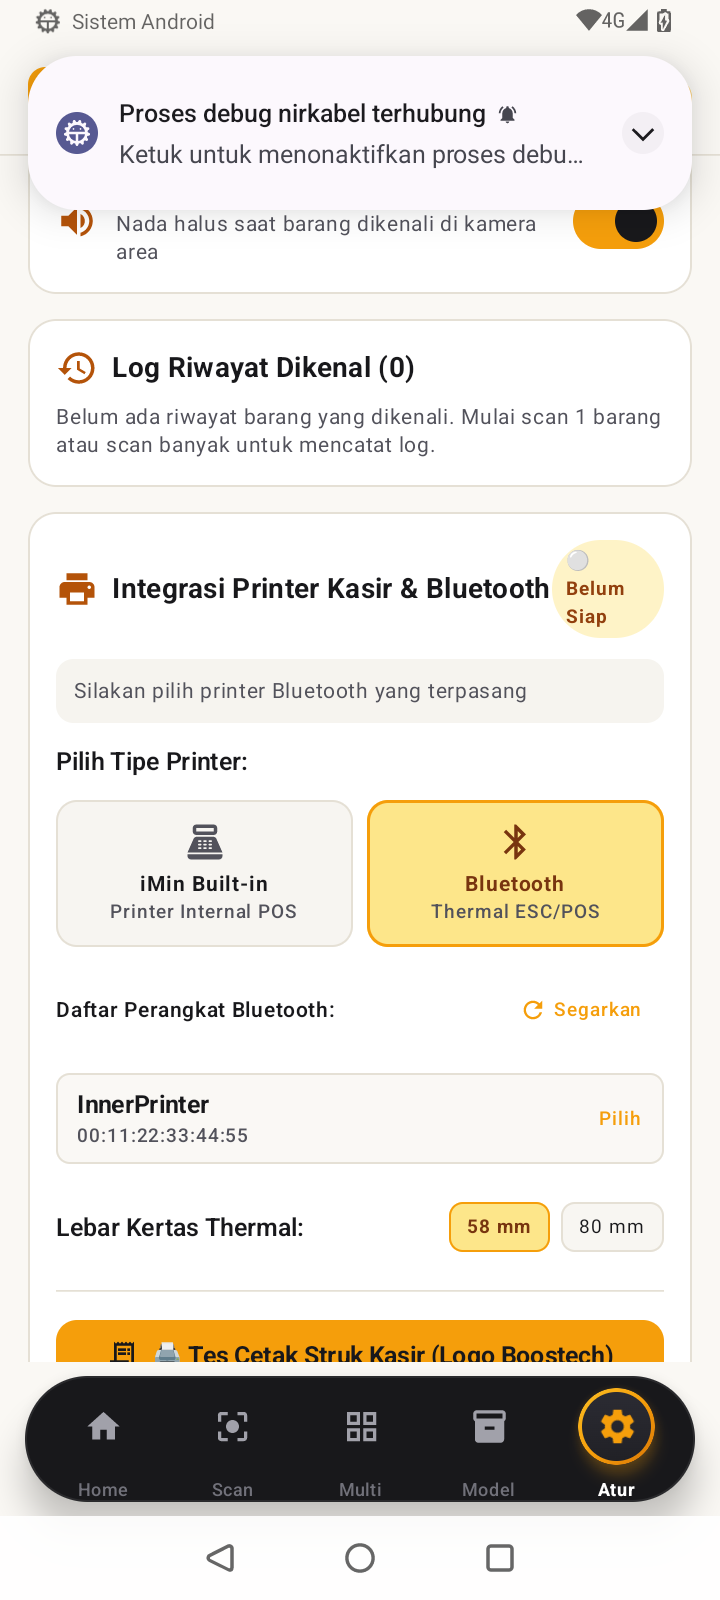 Sistem Android
4G
Proses debug nirkabel terhubung
Ketuk untuk menonaktifkan proses debu...
Nada halus saat barang dikenali di kamera
area
Log Riwayat Dikenal (0)
Belum ada riwayat barang yang dikenali. Mulai scan 1 barang
atau scan banyak untuk mencatat log.
Integrasi Printer Kasir & Bluetooth
Belum
Siap
Silakan pilih printer Bluetooth yang terpasang
Pilih Tipe Printer:
iMin Built-in
Printer Internal POS
Bluetooth
Thermal ESC/POS
Daftar Perangkat Bluetooth:
Segarkan
InnerPrinter
00:11:22:33:44:55
Pilih
Lebar Kertas Thermal:
58 mm
80 mm
Tes Cetak Struk Kasir (Logo Boostech)
Home
Scan
Multi
Model
Atur